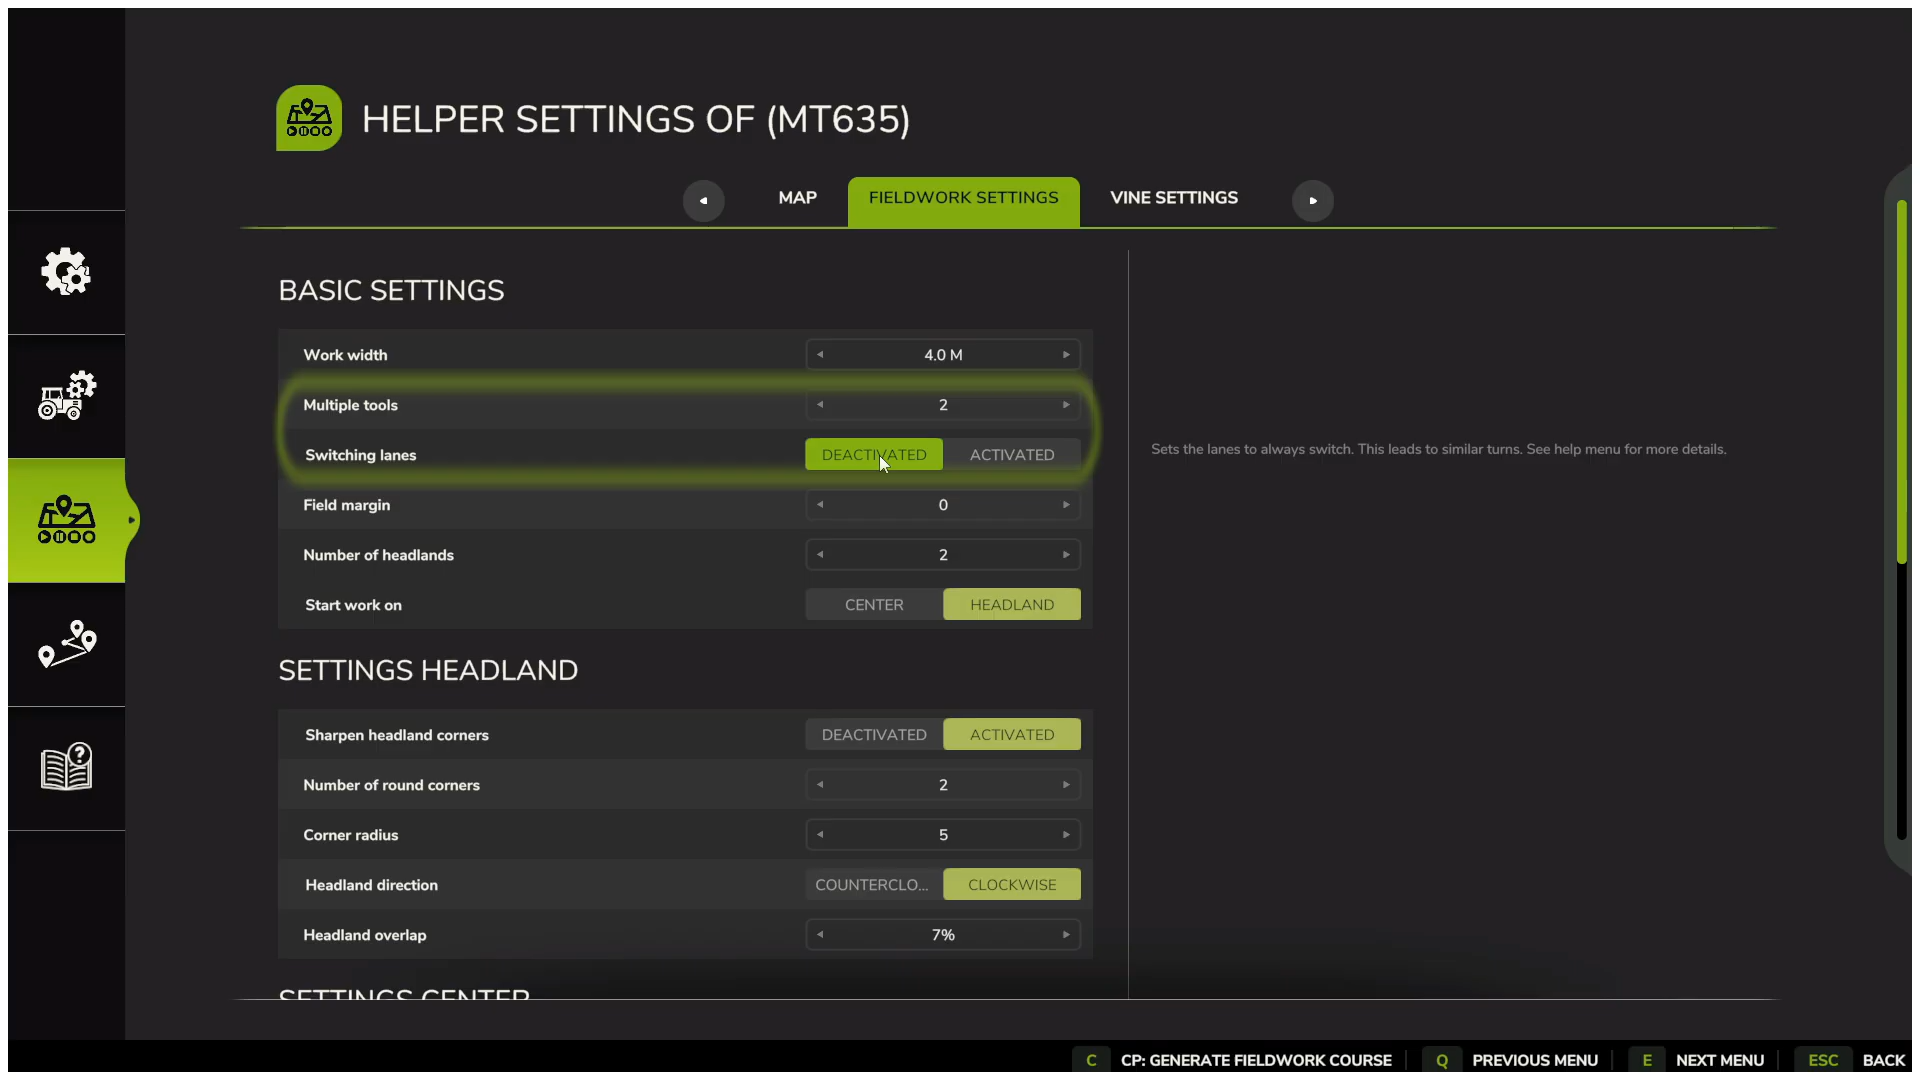 HELPER SETTINGS OF (MT635)
MAP
FIELDWORK SETTINGS
VINE SETTINGS
BASIC SETTINGS
Work width
4.0 M
Multiple tools
2
Switching lanes
DEACTIVATED
ACTIVATED
Sets the lanes to always switch. This leads to similar turns. See help menu for more details.
Field margin
0
Number of headlands
2
Start work on
CENTER
HEADLAND
SETTINGS HEADLAND
Sharpen headland corners
DEACTIVATED
ACTIVATED
Number of round corners
2
Corner radius
5
Headland direction
COUNTERCLO...
CLOCKWISE
Headland overlap
7%
SETTINGS CENTER
C CP: GENERATE FIELDWORK COURSE
Q PREVIOUS MENU
E NEXT MENU
ESC BACK